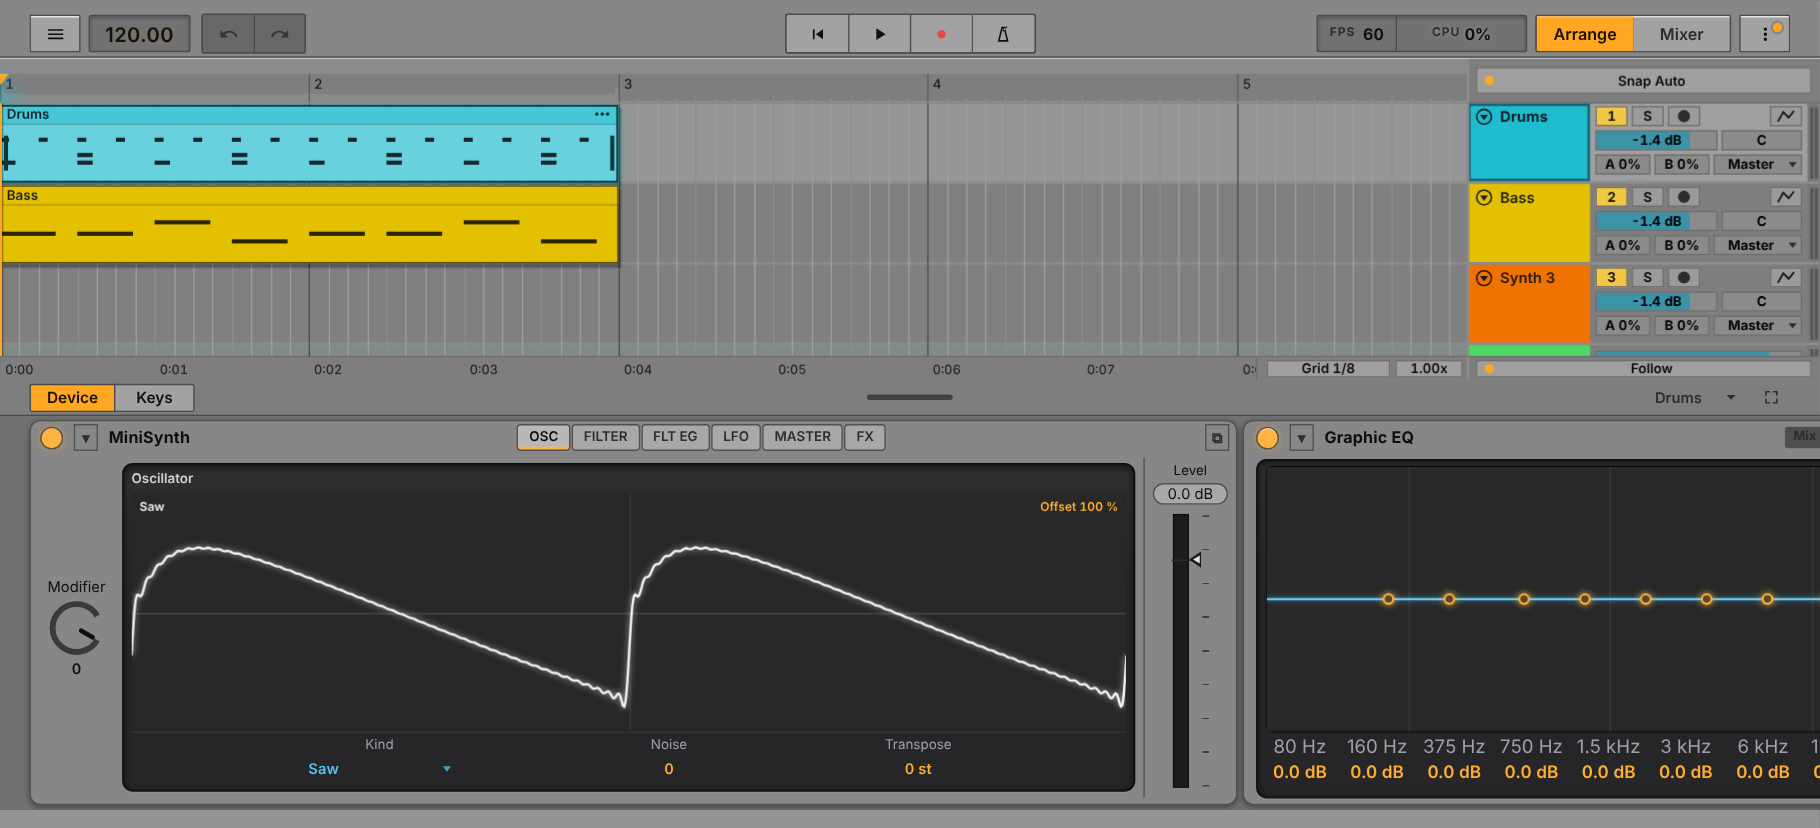 120.00
FPS 60
CPU 0%
Arrange
Mixer
1 2 3 4 5
Snap Auto
Drums
Drums
1 S
-1.4 dB C
A 0% B 0% Master
Bass
Bass
2 S
-1.4 dB C
A 0% B 0% Master
Synth 3
3 S
-1.4 dB C
A 0% B 0% Master
0:00 0:01 0:02 0:03 0:04 0:05 0:06 0:07 0:
Grid 1/8
1.00x
Follow
Device
Keys
Drums
MiniSynth
OSC FILTER FLT EG LFO MASTER FX
Oscillator
Saw
Offset 100 %
Modifier
0
Kind Noise Transpose
Saw 0 0 st
Level
0.0 dB
Graphic EQ
Mix
80 Hz 160 Hz 375 Hz 750 Hz 1.5 kHz 3 kHz 6 kHz 1
0.0 dB 0.0 dB 0.0 dB 0.0 dB 0.0 dB 0.0 dB 0.0 dB